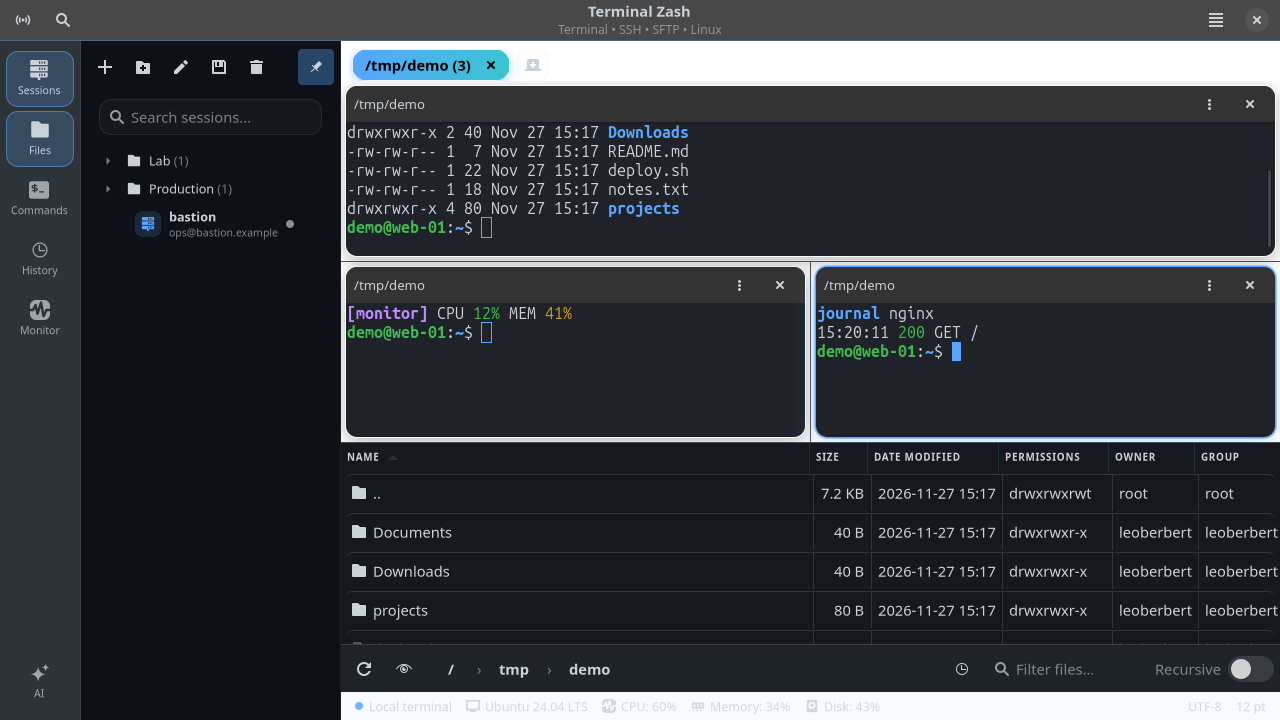 Terminal Zash
Terminal • SSH • SFTP • Linux
Sessions
Files
Commands
History
Monitor
AI
Search sessions...
Lab (1)
Production (1)
bastion
ops@bastion.example
/tmp/demo (3)
/tmp/demo
drwxrwxr-x 2 40 Nov 27 15:17 Downloads
-rw-rw-r-- 1  7 Nov 27 15:17 README.md
-rw-rw-r-- 1 22 Nov 27 15:17 deploy.sh
-rw-rw-r-- 1 18 Nov 27 15:17 notes.txt
drwxrwxr-x 4 80 Nov 27 15:17 projects
demo@web-01:~$
/tmp/demo
[monitor] CPU 12% MEM 41%
demo@web-01:~$
/tmp/demo
journal nginx
15:20:11 200 GET /
demo@web-01:~$
NAME SIZE DATE MODIFIED PERMISSIONS OWNER GROUP
.. 7.2 KB 2026-11-27 15:17 drwxrwxrwt root root
Documents 40 B 2026-11-27 15:17 drwxrwxr-x leoberbert leoberbert
Downloads 40 B 2026-11-27 15:17 drwxrwxr-x leoberbert leoberbert
projects 80 B 2026-11-27 15:17 drwxrwxr-x leoberbert leoberbert
/ › tmp › demo Filter files... Recursive
Local terminal Ubuntu 24.04 LTS CPU: 60% Memory: 34% Disk: 43% UTF-8 12 pt